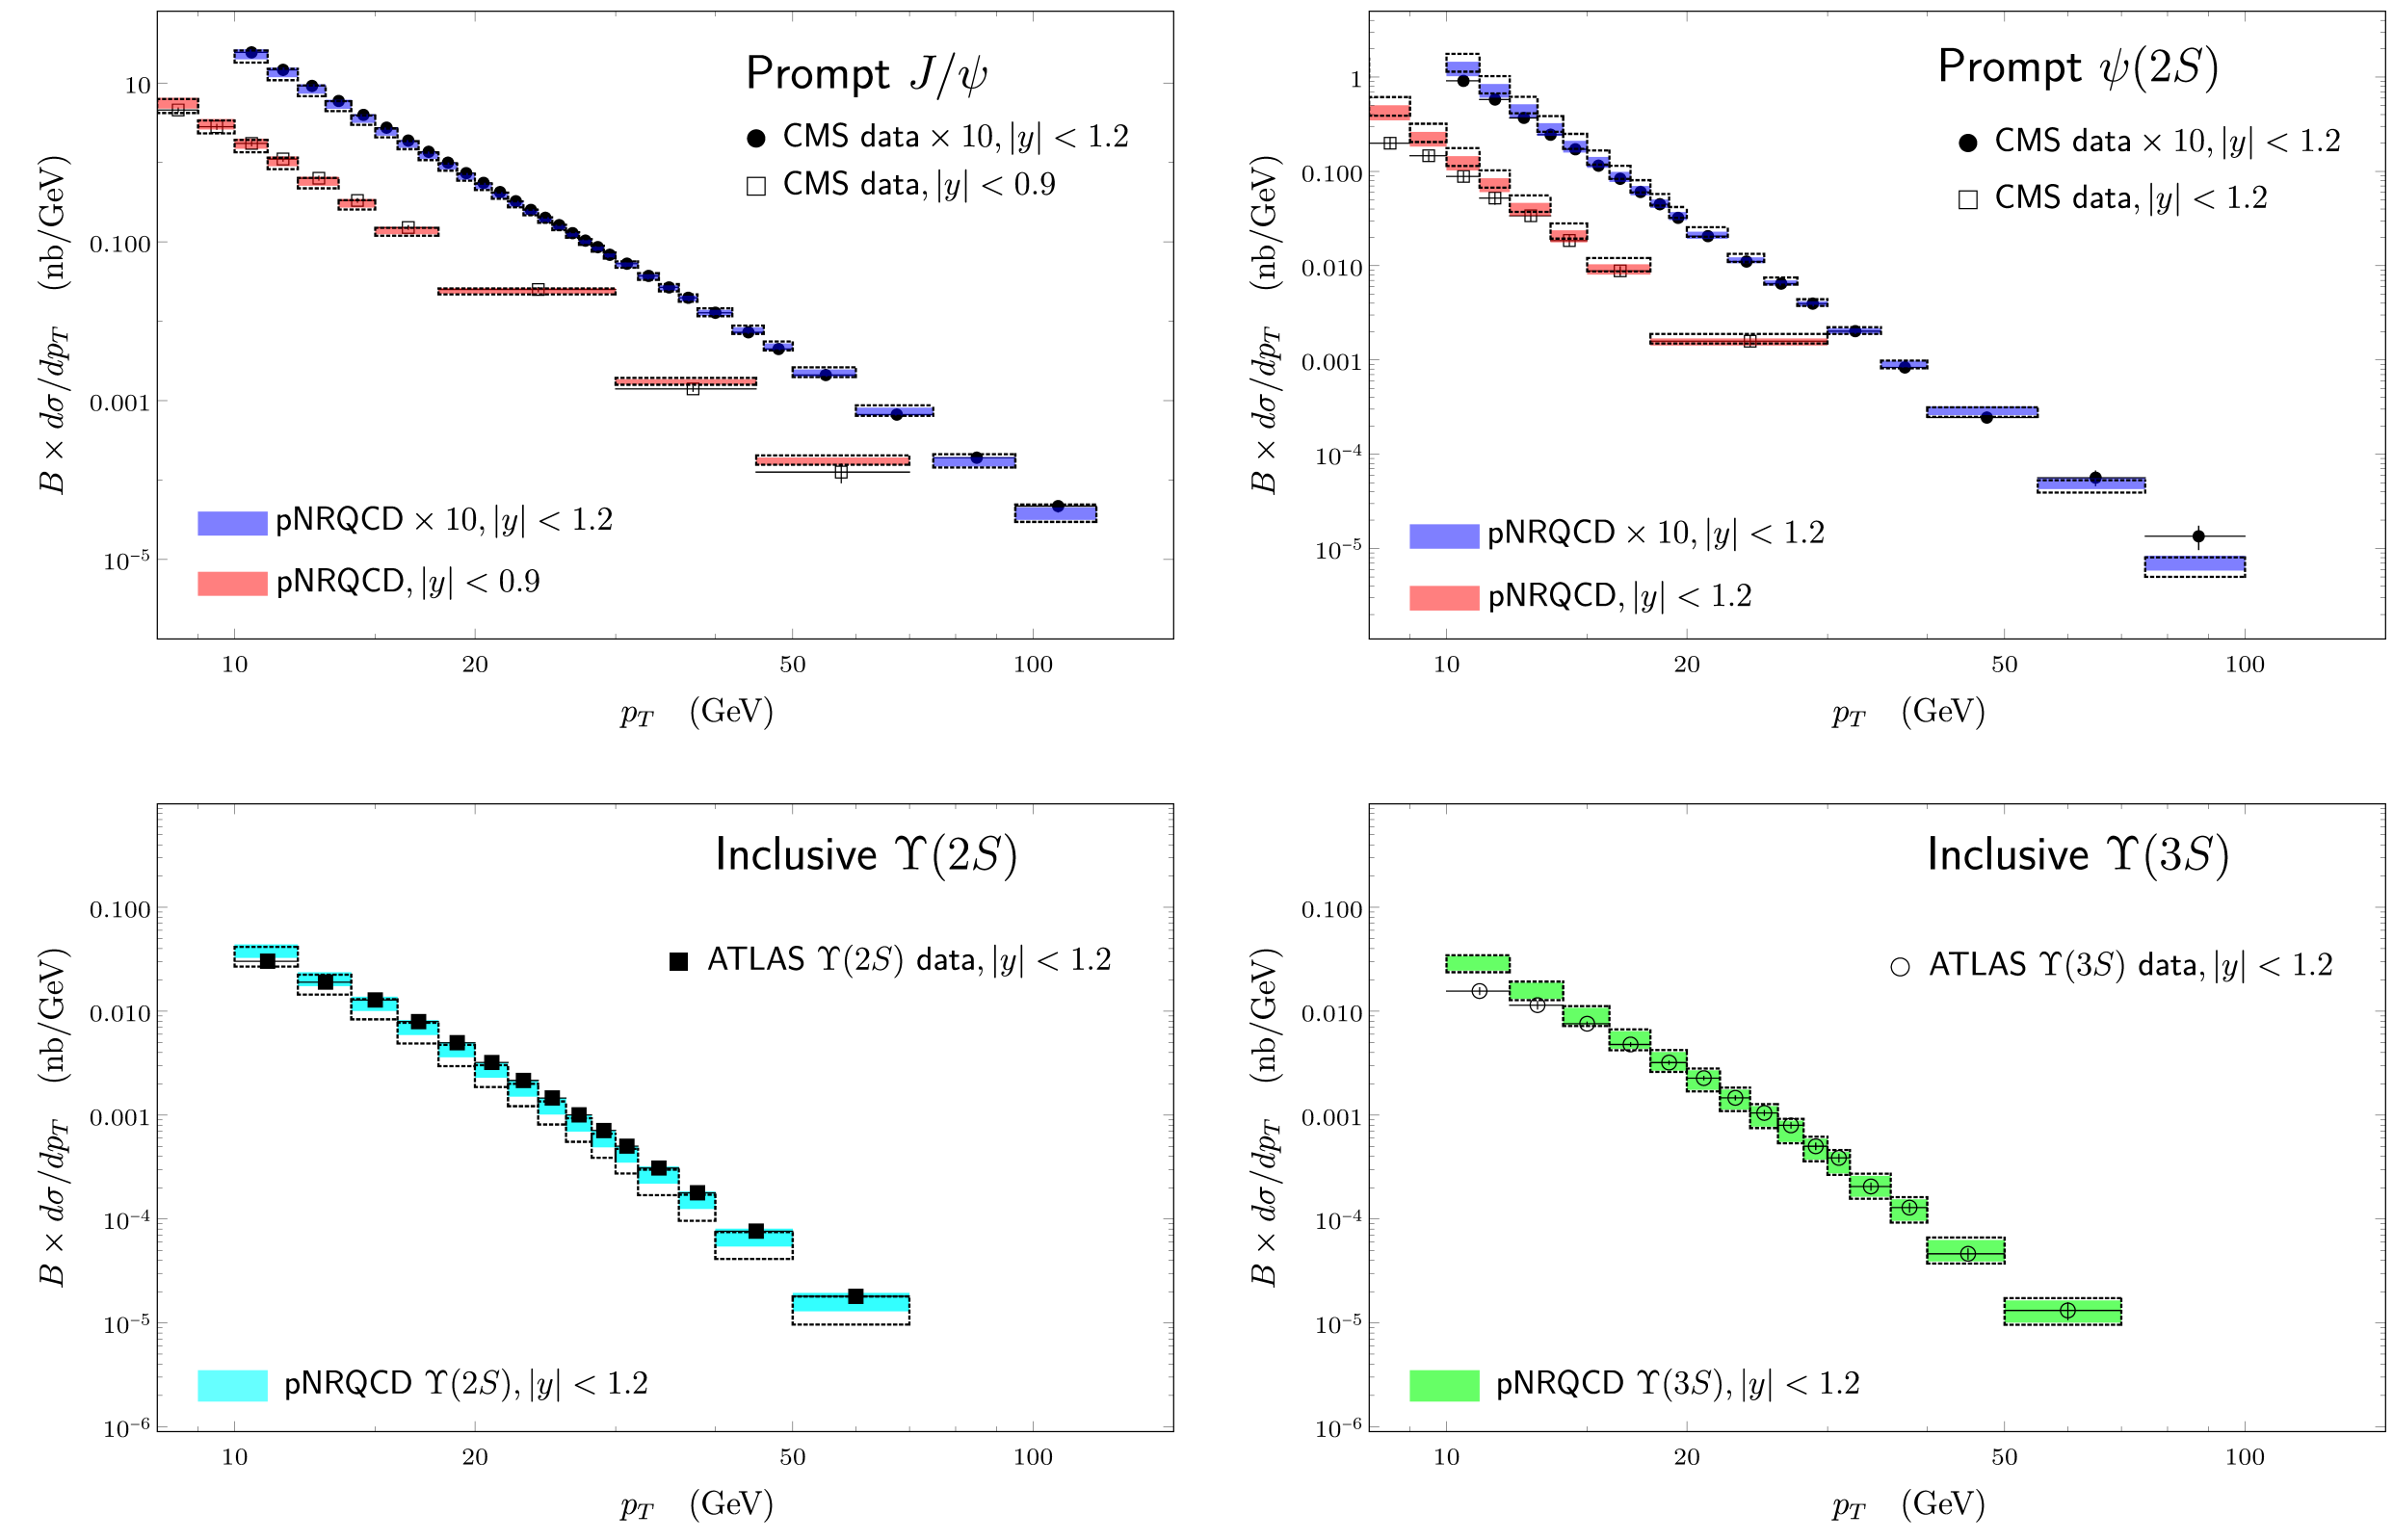 Prompt J/ψ
CMS data × 10, |y| < 1.2
CMS data, |y| < 0.9
pNRQCD × 10, |y| < 1.2
pNRQCD, |y| < 0.9
B × dσ/dp_T (nb/GeV)
10
0.100
0.001
10⁻⁵
10 20 50 100
p_T (GeV)
Prompt ψ(2S)
CMS data × 10, |y| < 1.2
CMS data, |y| < 1.2
pNRQCD × 10, |y| < 1.2
pNRQCD, |y| < 1.2
B × dσ/dp_T (nb/GeV)
1
0.100
0.010
0.001
10⁻⁴
10⁻⁵
10 20 50 100
p_T (GeV)
Inclusive Υ(2S)
ATLAS Υ(2S) data, |y| < 1.2
pNRQCD Υ(2S), |y| < 1.2
B × dσ/dp_T (nb/GeV)
0.100
0.010
0.001
10⁻⁴
10⁻⁵
10⁻⁶
10 20 50 100
p_T (GeV)
Inclusive Υ(3S)
ATLAS Υ(3S) data, |y| < 1.2
pNRQCD Υ(3S), |y| < 1.2
B × dσ/dp_T (nb/GeV)
0.100
0.010
0.001
10⁻⁴
10⁻⁵
10⁻⁶
10 20 50 100
p_T (GeV)